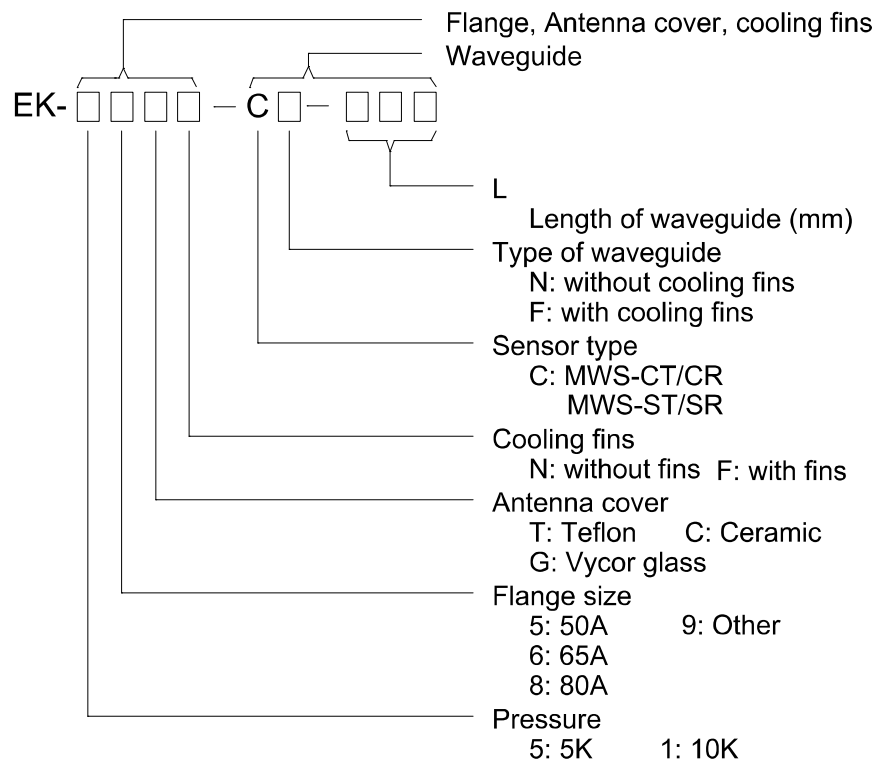 Flange, Antenna cover, cooling fins
Waveguide
EK-□□□□ – C□ – □□□
L
Length of waveguide (mm)
Type of waveguide
N: without cooling fins
F: with cooling fins
Sensor type
C: MWS-CT/CR
MWS-ST/SR
Cooling fins
N: without fins F: with fins
Antenna cover
T: Teflon C: Ceramic
G: Vycor glass
Flange size
5: 50A 9: Other
6: 65A
8: 80A
Pressure
5: 5K 1: 10K